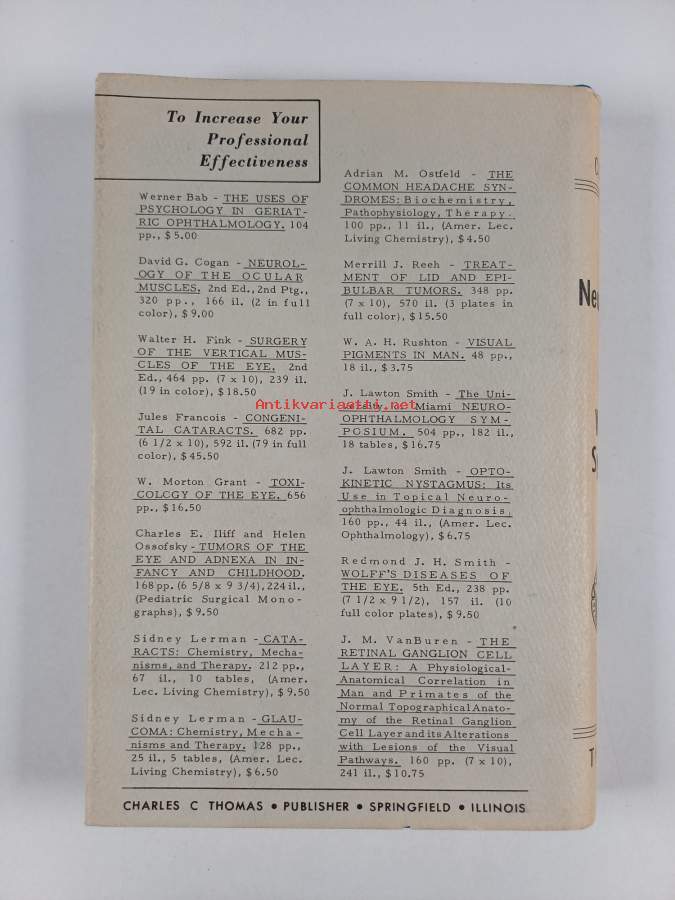 To Increase Your
Professional
Effectiveness
Werner Bab - THE USES OF
PSYCHOLOGY IN GERIAT-
RIC OPHTHALMOLOGY. 104
pp., $5.00
David G. Cogan - NEUROL-
OGY OF THE OCULAR
MUSCLES. 2nd Ed., 2nd Ptg.,
320 pp., 166 il. (2 in full
color), $9.00
Walter H. Fink - SURGERY
OF THE VERTICAL MUS-
CLES OF THE EYE. 2nd
Ed., 464 pp. (7 x 10), 239 il.
(19 in color), $18.50
Jules Francois - CONGENI-
TAL CATARACTS. 682 pp.
(6 1/2 x 10), 592 il. (79 in full
color), $45.50
W. Morton Grant - TOXI-
COLCGY OF THE EYE. 656
pp., $16.50
Charles E. Iliff and Helen
Ossofsky - TUMORS OF THE
EYE AND ADNEXA IN IN-
FANCY AND CHILDHOOD.
168 pp. (6 5/8 x 9 3/4), 224 il.,
(Pediatric Surgical Mono-
graphs), $9.50
Sidney Lerman - CATA-
RACTS: Chemistry, Mecha-
nisms, and Therapy. 212 pp.,
67 il., 10 tables, (Amer.
Lec. Living Chemistry), $9.50
Sidney Lerman - GLAU-
COMA: Chemistry, Mecha-
nisms and Therapy. 128 pp.,
25 il., 5 tables, (Amer. Lec.
Living Chemistry), $6.50
Adrian M. Ostfeld - THE
COMMON HEADACHE SYN-
DROMES: Biochemistry,
Pathophysiology, Therapy.
100 pp., 11 il., (Amer. Lec.
Living Chemistry), $4.50
Merrill J. Reeh - TREAT-
MENT OF LID AND EPI-
BULBAR TUMORS. 348 pp.
(7 x 10), 570 il. (3 plates in
full color), $15.50
W. A. H. Rushton - VISUAL
PIGMENTS IN MAN. 48 pp.,
18 il., $3.75
J. Lawton Smith - The Uni-
versity Miami NEURO-
OPHTHALMOLOGY SYM-
POSIUM. 504 pp., 182 il.,
18 tables, $16.75
J. Lawton Smith - OPTO-
KINETIC NYSTAGMUS: Its
Use in Topical Neuro-
ophthalmologic Diagnosis.
160 pp., 44 il., (Amer. Lec.
Ophthalmology), $6.75
Redmond J. H. Smith -
WOLFF'S DISEASES OF
THE EYE. 5th Ed., 238 pp.
(7 1/2 x 9 1/2), 157 il. (10
full color plates), $9.50
J. M. VanBuren - THE
RETINAL GANGLION CELL
LAYER: A Physiological-
Anatomical Correlation in
Man and Primates of the
Normal Topographical Anato-
my of the Retinal Ganglion
Cell Layer and its Alterations
with Lesions of the Visual
Pathways. 160 pp. (7 x 10),
241 il., $10.75
CHARLES C THOMAS • PUBLISHER • SPRINGFIELD • ILLINOIS
Antikvariaatti.net